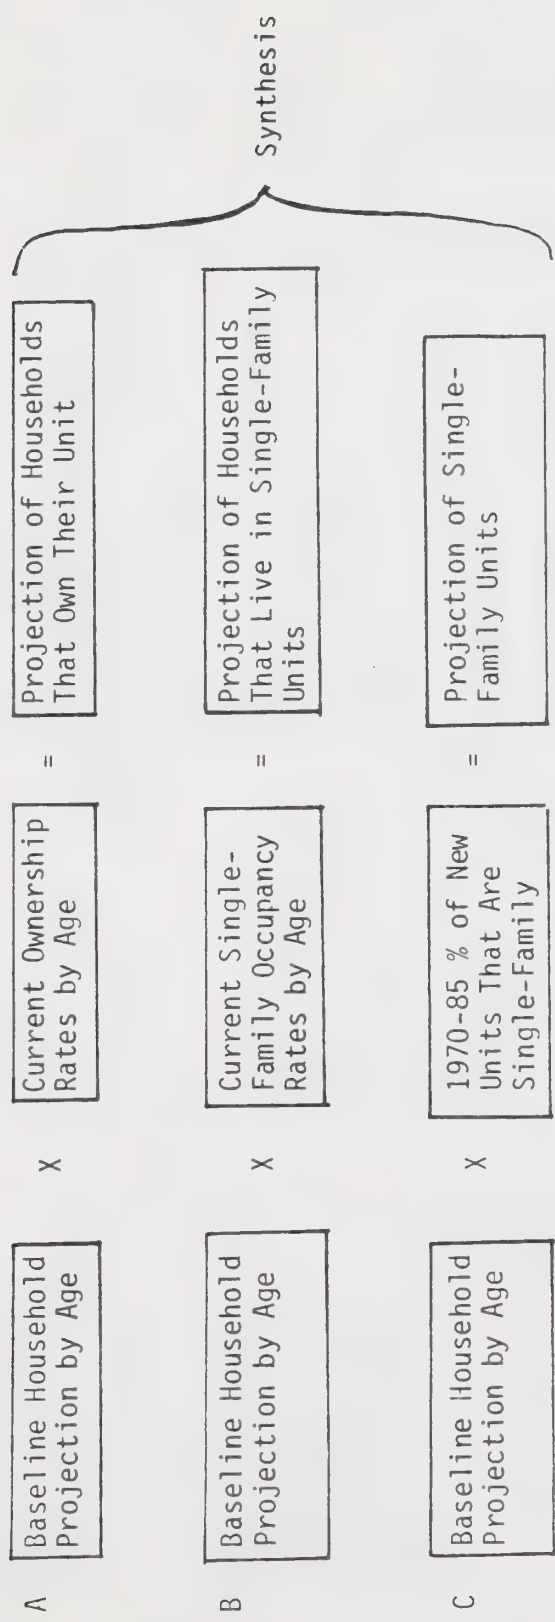 A
Baseline Household
Projection by Age
X
Current Ownership
Rates by Age
=
Projection of Households
That Own Their Unit
B
Baseline Household
Projection by Age
X
Current Single-
Family Occupancy
Rates by Age
=
Projection of Households
That Live in Single-Family
Units
C
Baseline Household
Projection by Age
X
1970-85 % of New
Units That Are
Single-Family
=
Projection of Single-
Family Units
Synthesis